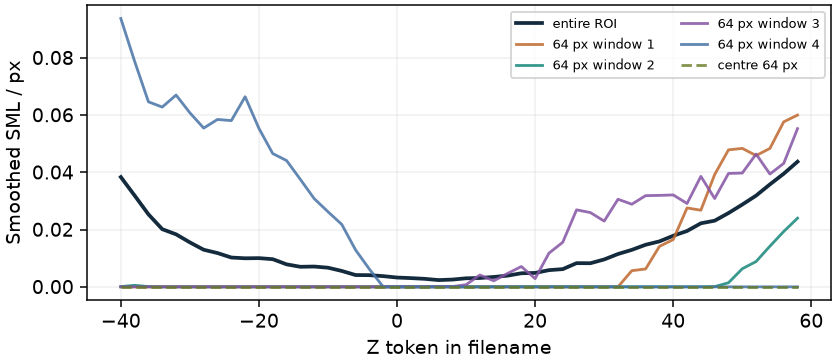 Smoothed SML / px
0.08
0.06
0.04
0.02
0.00
−40
−20
0
20
40
60
Z token in filename
entire ROI
64 px window 1
64 px window 2
64 px window 3
64 px window 4
centre 64 px